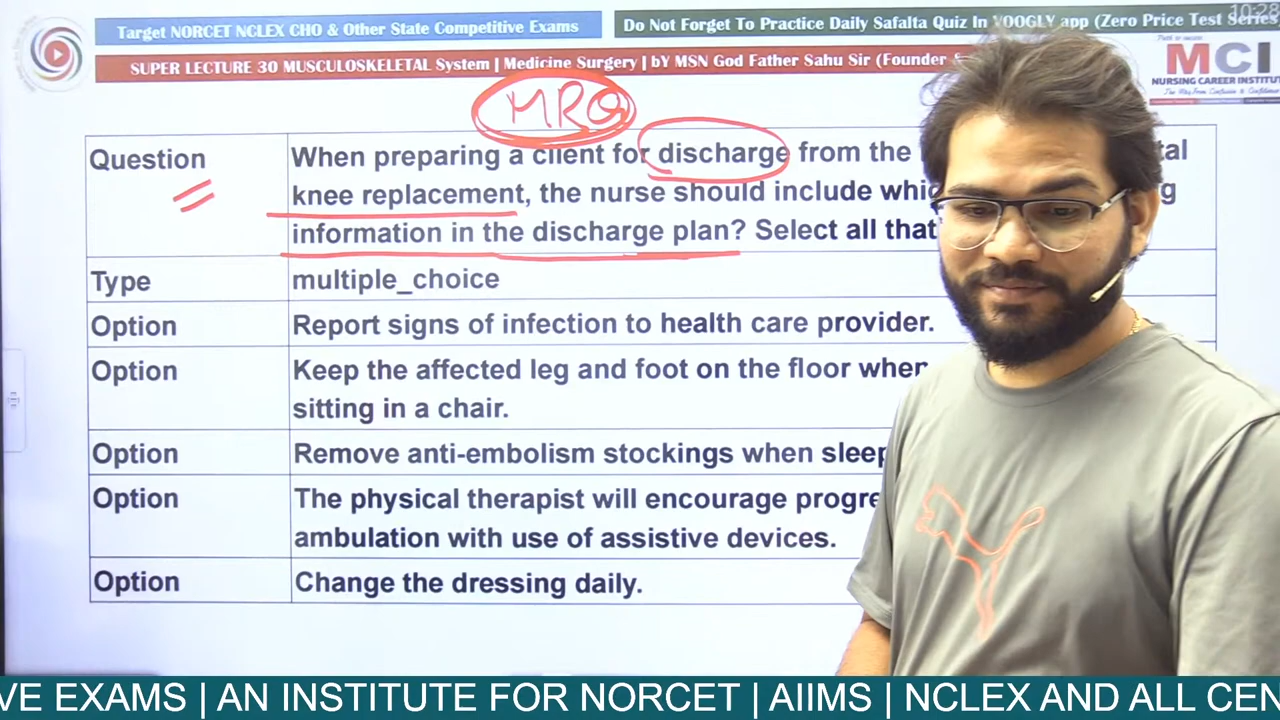 10:28
Target NORCET NCLEX CHO & Other State Competitive Exams
Do Not Forget To Practice Daily Safalta Quiz In YOOGLY app (Zero Price Test Series
SUPER LECTURE 30 MUSCULOSKELETAL System | Medicine Surgery | bY MSN God Father Sahu Sir (Founder
MCI
NURSING CAREER INSTITU
MRQ
Question When preparing a client for discharge from the
knee replacement, the nurse should include
information in the discharge plan? Select all that
Type multiple_choice
Option Report signs of infection to health care provider.
Option Keep the affected leg and foot on the floor when
sitting in a chair.
Option Remove anti-embolism stockings when sleep
Option The physical therapist will encourage
ambulation with use of assistive devices.
Option Change the dressing daily.
VE EXAMS | AN INSTITUTE FOR NORCET | AIIMS | NCLEX AND ALL CEN